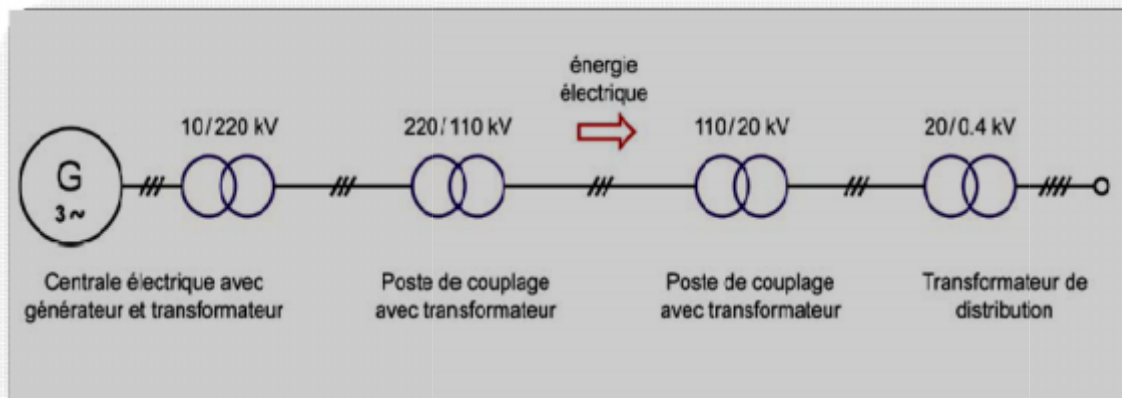 énergie
électrique
10/220 kV
220/110 kV
110/20 kV
20/0.4 kV
G
3~
Centrale électrique avec
générateur et transformateur
Poste de couplage
avec transformateur
Poste de couplage
avec transformateur
Transformateur de
distribution